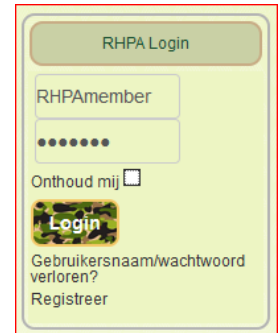 RHPA Login
RHPAmember
•••••••
Onthoud mij
Login
Gebruikersnaam/wachtwoord
verloren?
Registreer